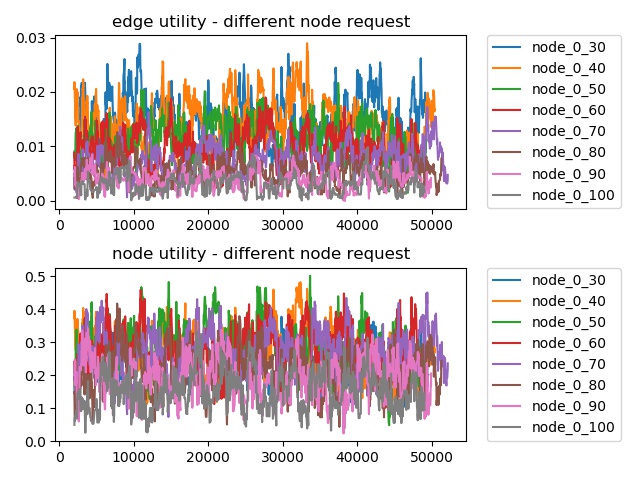 edge utility - different node request
0.03
0.02
0.01
0.00
0 10000 20000 30000 40000 50000
node_0_30
node_0_40
node_0_50
node_0_60
node_0_70
node_0_80
node_0_90
node_0_100
node utility - different node request
0.5
0.4
0.3
0.2
0.1
0.0
0 10000 20000 30000 40000 50000
node_0_30
node_0_40
node_0_50
node_0_60
node_0_70
node_0_80
node_0_90
node_0_100